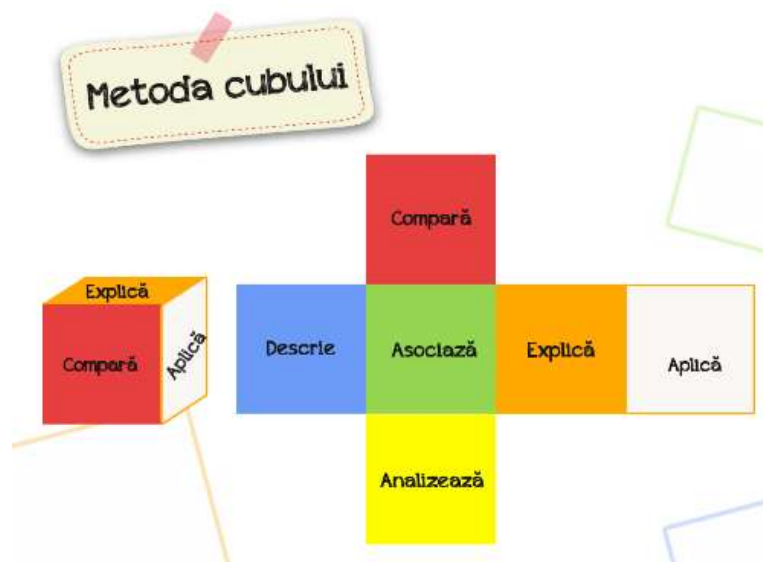 Metoda cubului
Compară
Explică
Compară
Aplică
Descrie
Asociază
Explică
Aplică
Analizează